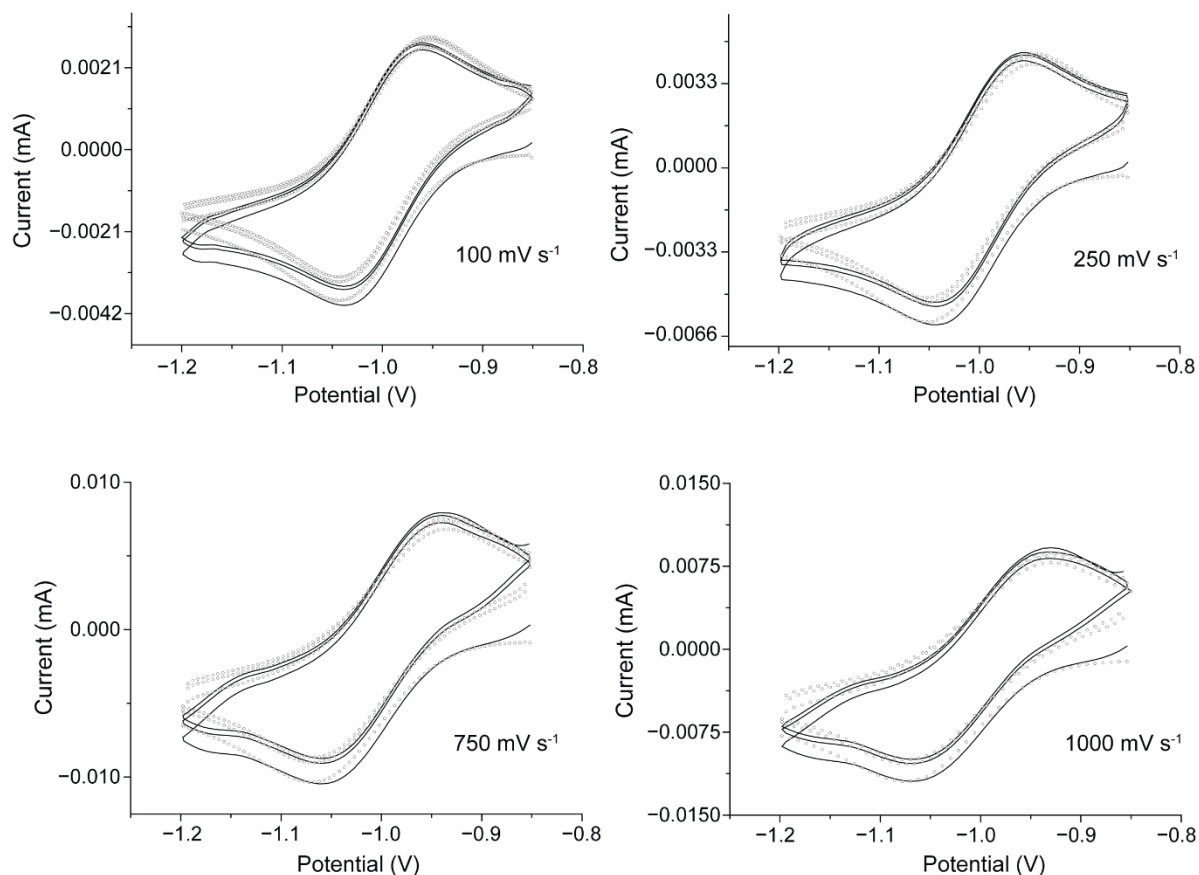 0.0021
0.0000
−0.0021
−0.0042
Current (mA)
100 mV s⁻¹
−1.2 −1.1 −1.0 −0.9 −0.8
Potential (V)
0.0033
0.0000
−0.0033
−0.0066
Current (mA)
250 mV s⁻¹
−1.2 −1.1 −1.0 −0.9 −0.8
Potential (V)
0.010
0.000
−0.010
Current (mA)
750 mV s⁻¹
−1.2 −1.1 −1.0 −0.9 −0.8
Potential (V)
0.0150
0.0075
0.0000
−0.0075
−0.0150
Current (mA)
1000 mV s⁻¹
−1.2 −1.1 −1.0 −0.9 −0.8
Potential (V)